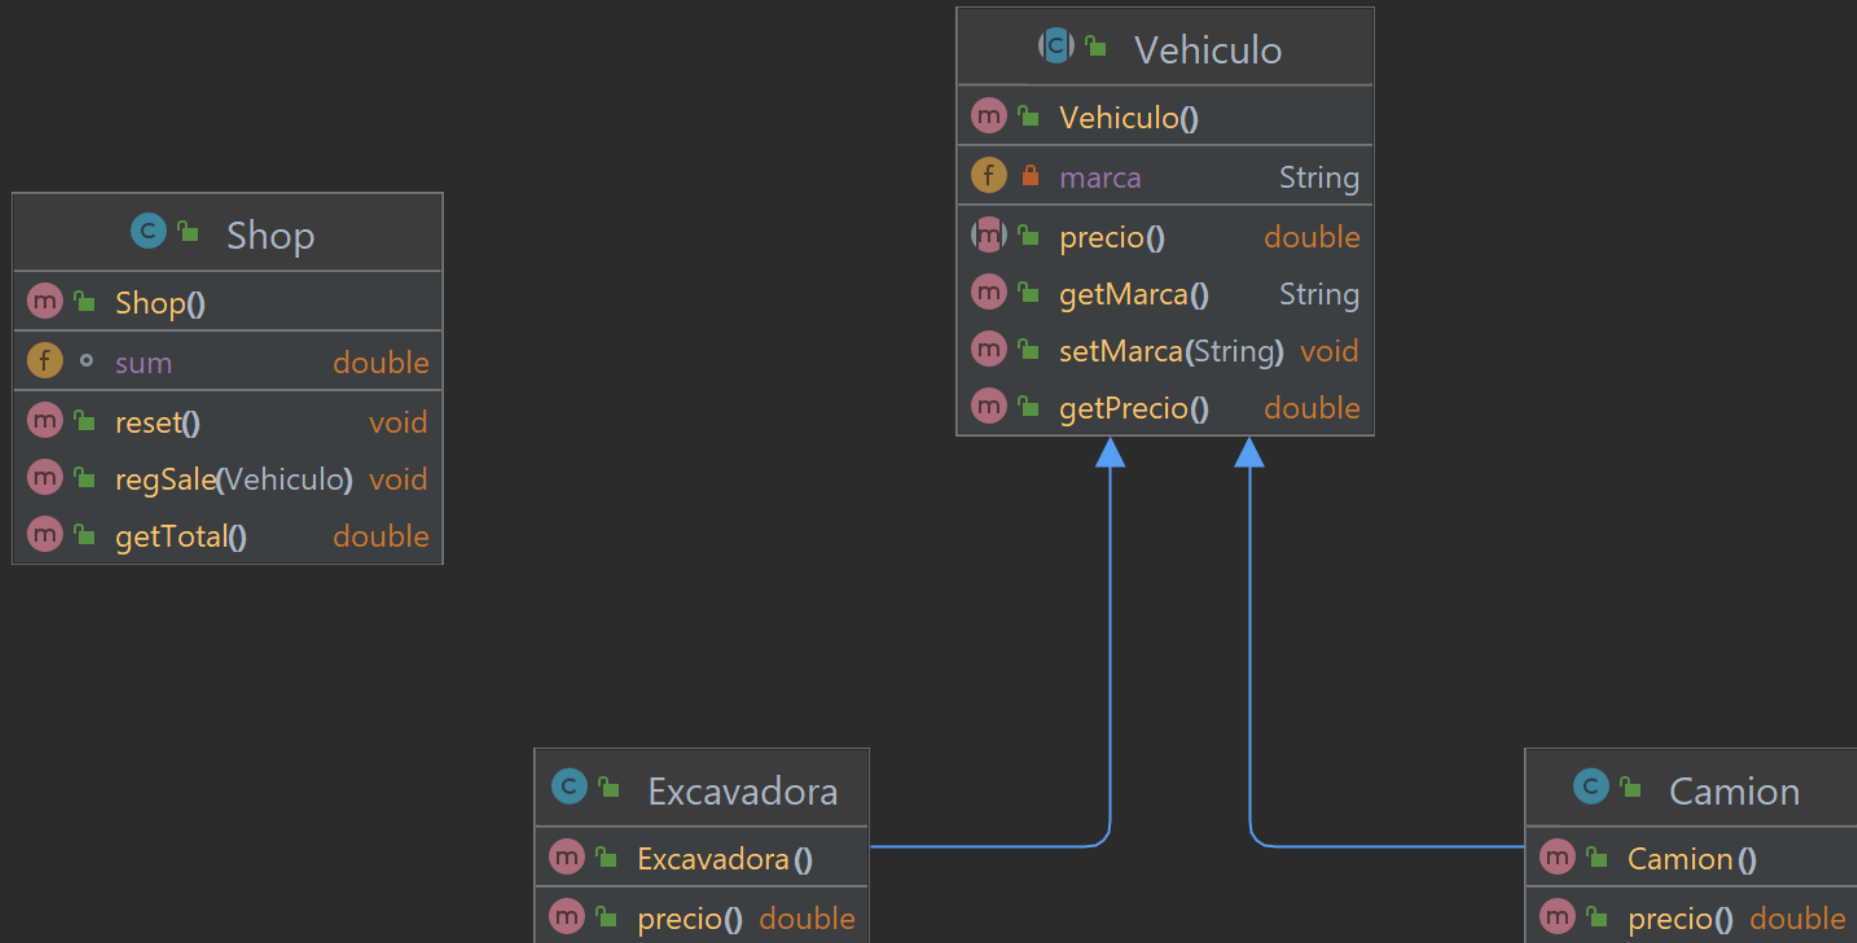 Shop
Shop()
sum double
reset() void
regSale(Vehiculo) void
getTotal() double
Vehiculo
Vehiculo()
marca String
precio() double
getMarca() String
setMarca(String) void
getPrecio() double
Excavadora
Excavadora()
precio() double
Camion
Camion()
precio() double